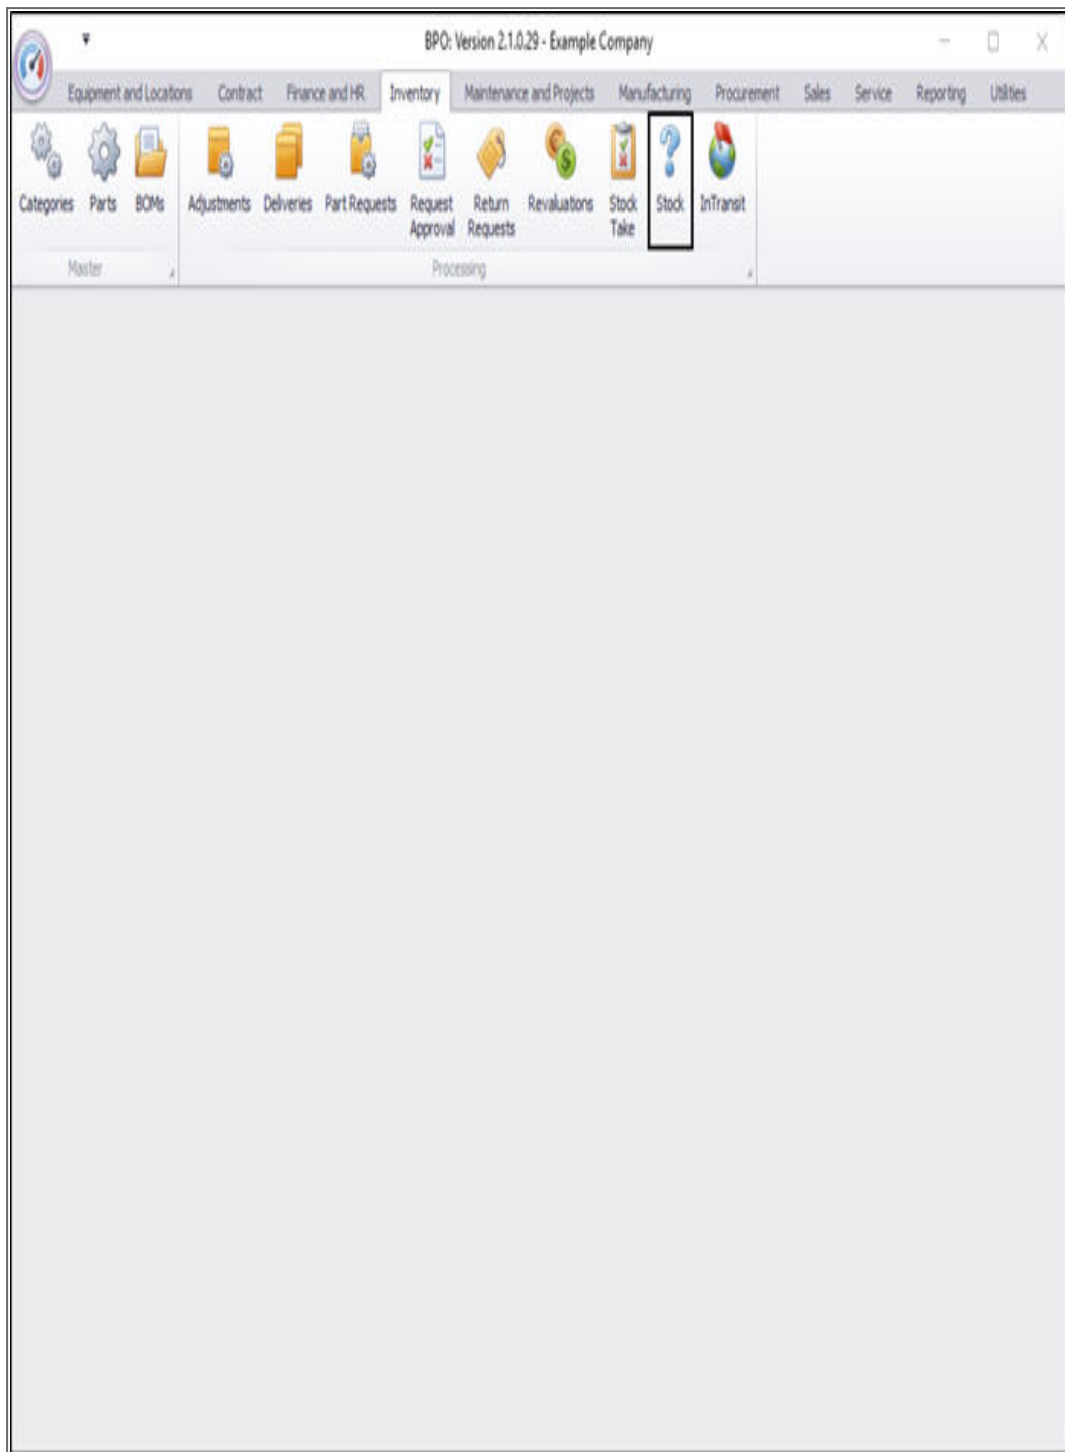 BPO: Version 2.1.0.29 - Example Company
Equipment and Locations Contract Finance and HR Inventory Maintenance and Projects Manufacturing Procurement Sales Service Reporting Utilities
Categories Parts BOMs Adjustments Deliveries Part Requests Request Approval Return Requests Revaluations Stock Take Stock InTransit
Master Processing